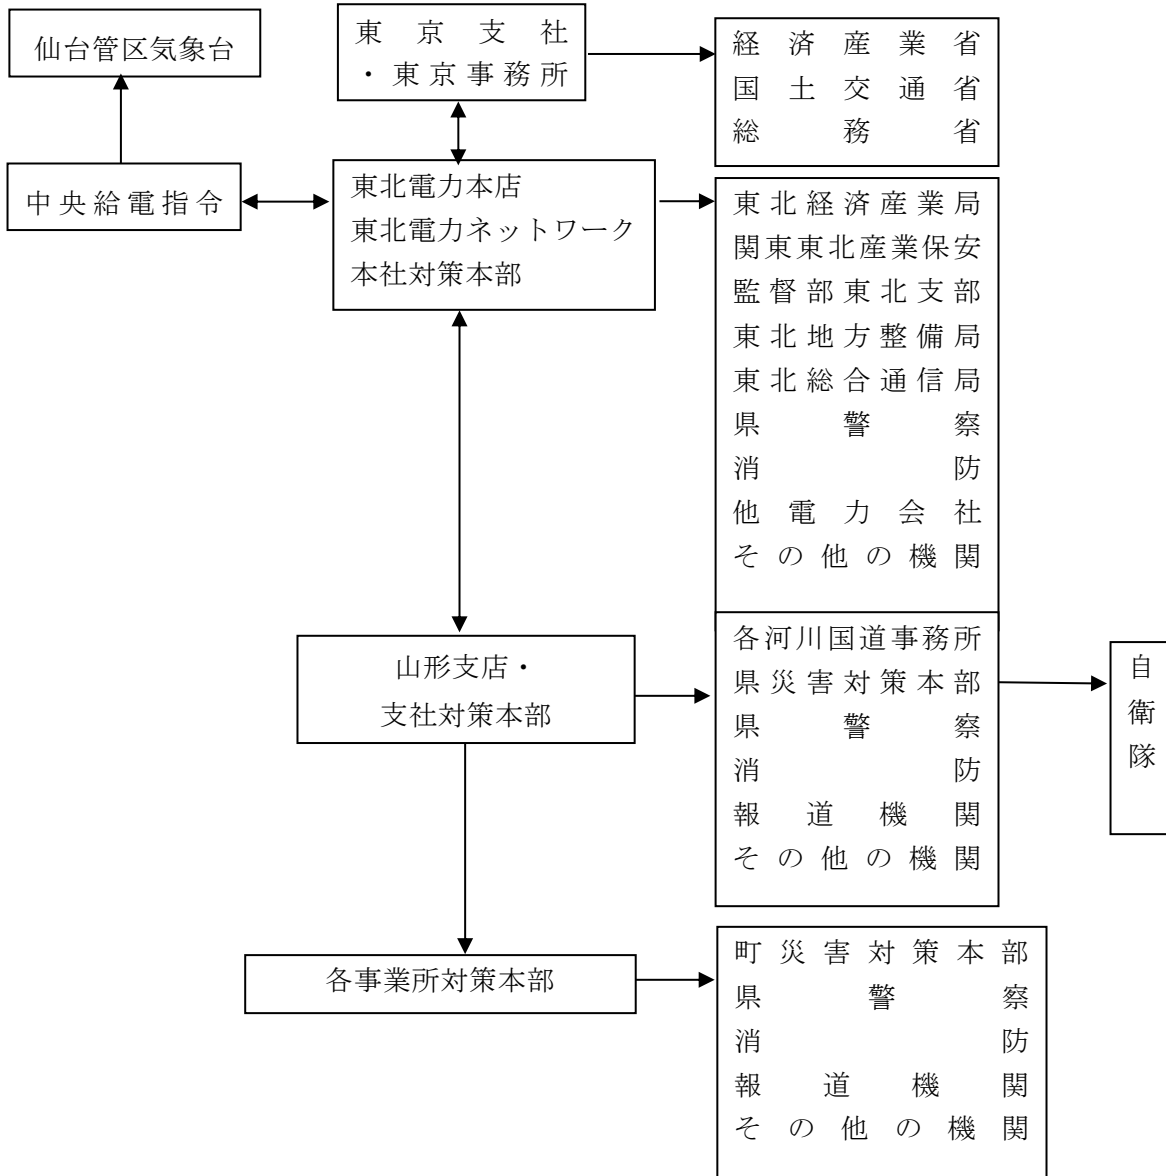 仙台管区気象台
東京支社
・東京事務所
経済産業省
国土交通省
総務省
中央給電指令
東北電力本店
東北電力ネットワーク
本社対策本部
東北経済産業局
関東東北産業保安
監督部東北支部
東北地方整備局
東北総合通信局
県警察
消防
他電力会社
その他の機関
山形支店・
支社対策本部
各河川国道事務所
県災害対策本部
県警察
消防
報道機関
その他の機関
自
衛
隊
各事業所対策本部
町災害対策本部
県警察
消防
報道機関
その他の機関